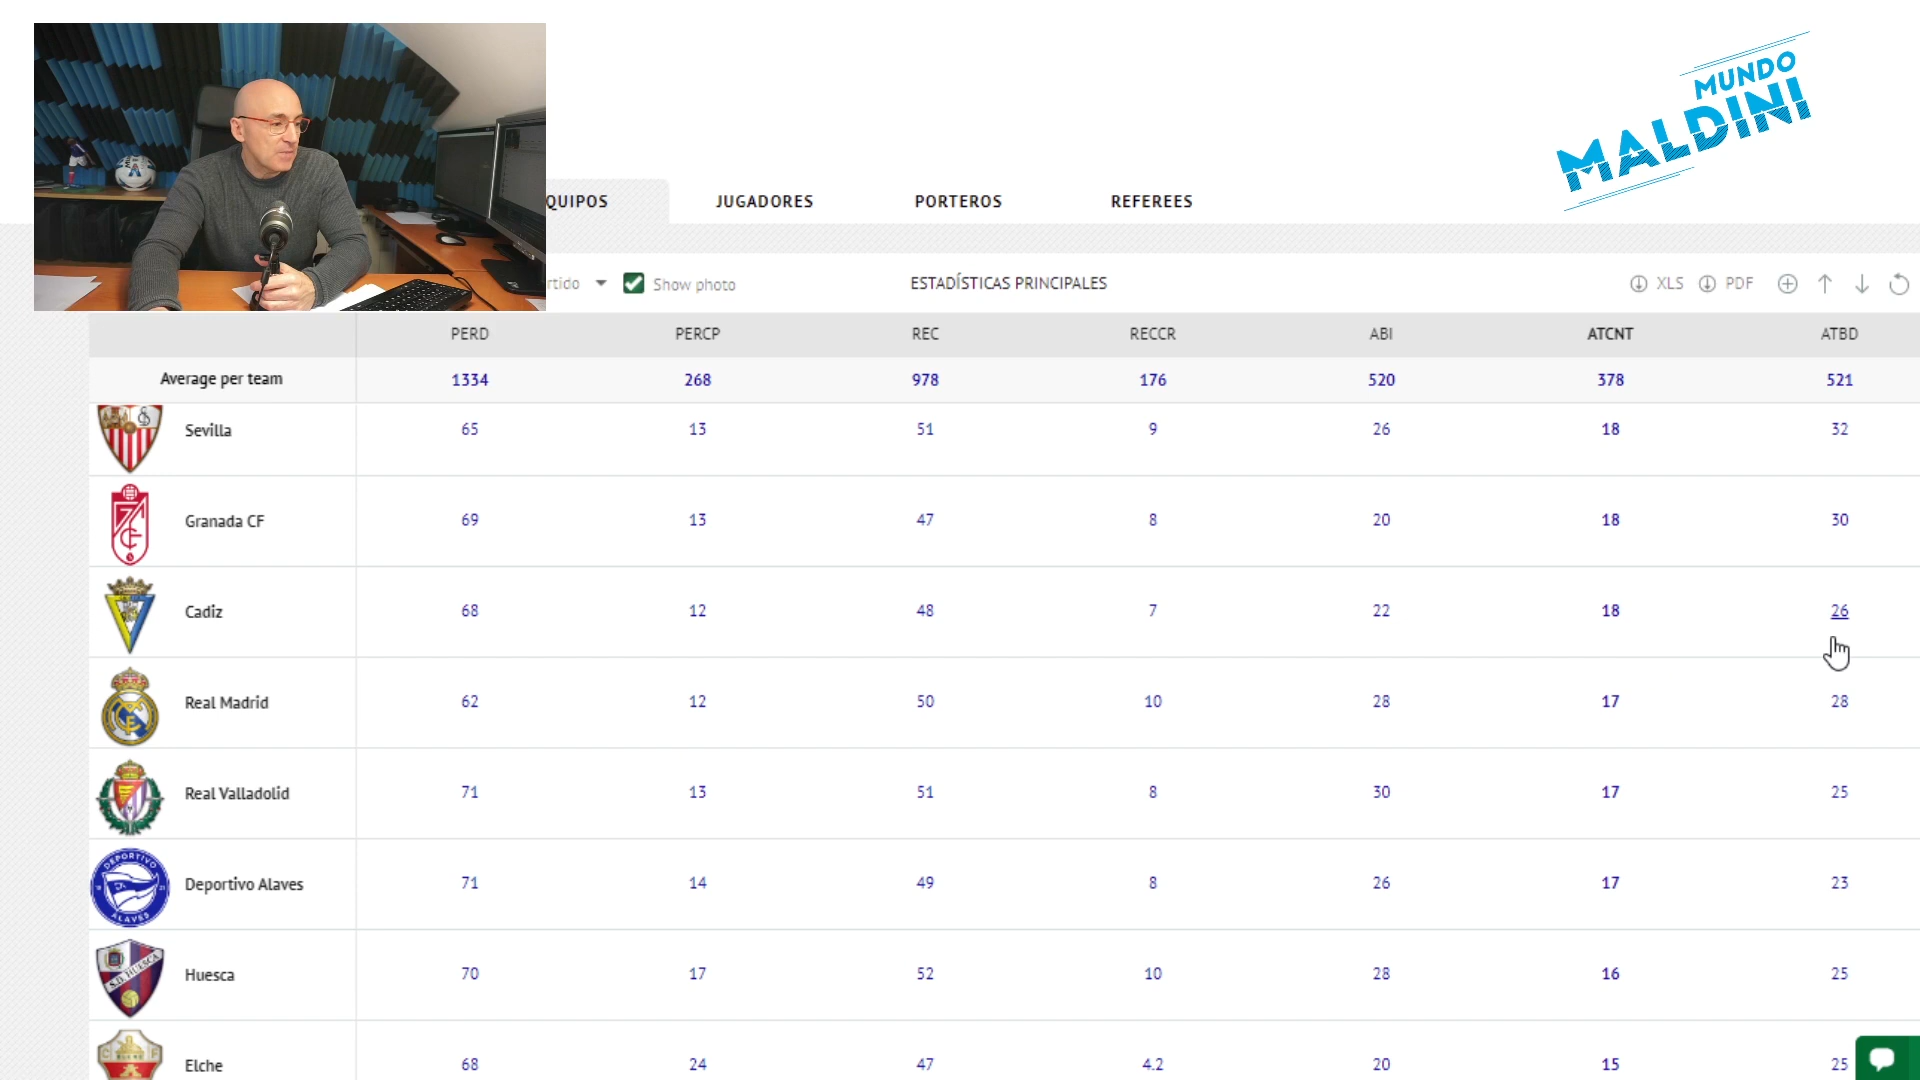 MUNDO
MALDINI
QUIPOS JUGADORES PORTEROS REFEREES
rtido Show photo ESTADÍSTICAS PRINCIPALES XLS PDF
PERD PERCP REC RECCR ABI ATCNT ATBD
Average per team 1334 268 978 176 520 378 521
Sevilla 65 13 51 9 26 18 32
Granada CF 69 13 47 8 20 18 30
Cadiz 68 12 48 7 22 18 26
Real Madrid 62 12 50 10 28 17 28
Real Valladolid 71 13 51 8 30 17 25
DEPORTIVO
ALAVES
Deportivo Alaves 71 14 49 8 26 17 23
S.D. HUESCA
Huesca 70 17 52 10 28 16 25
Elche 68 24 47 4.2 20 15 25